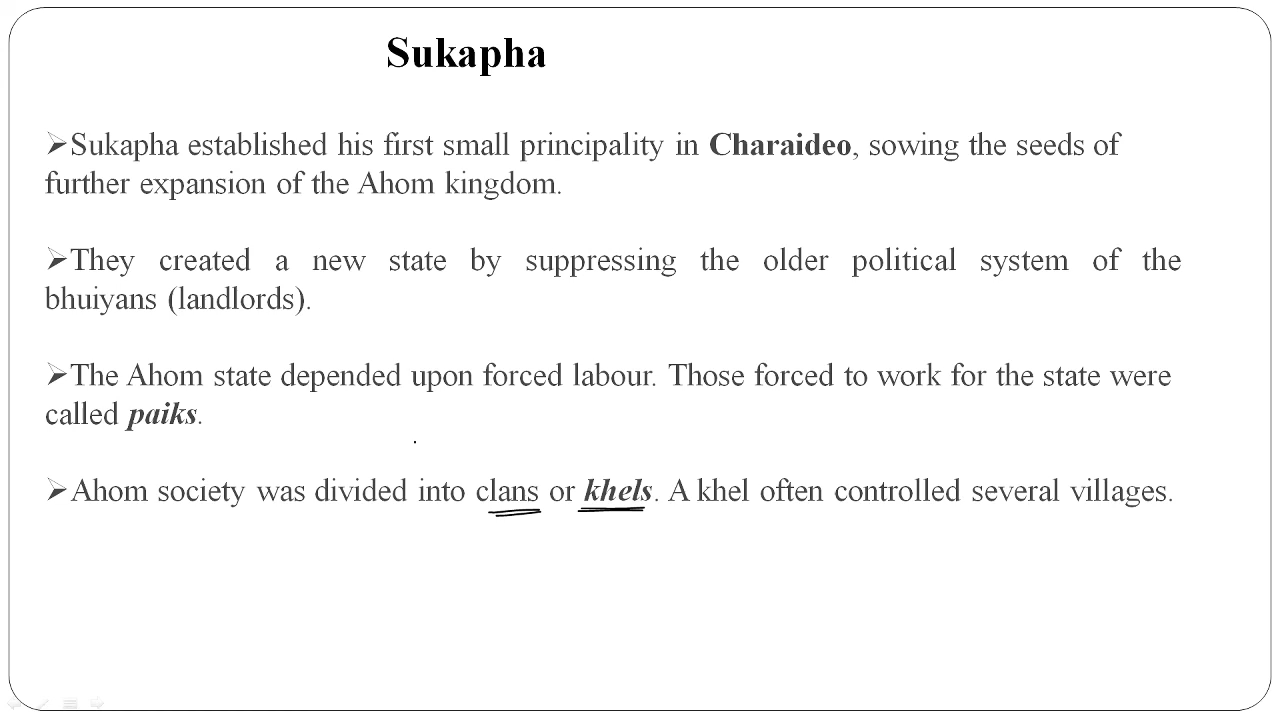 Sukapha
➢Sukapha established his first small principality in Charaideo, sowing the seeds of
further expansion of the Ahom kingdom.
➢They created a new state by suppressing the older political system of the
bhuiyans (landlords).
➢The Ahom state depended upon forced labour. Those forced to work for the state were
called paiks.
➢Ahom society was divided into clans or khels. A khel often controlled several villages.